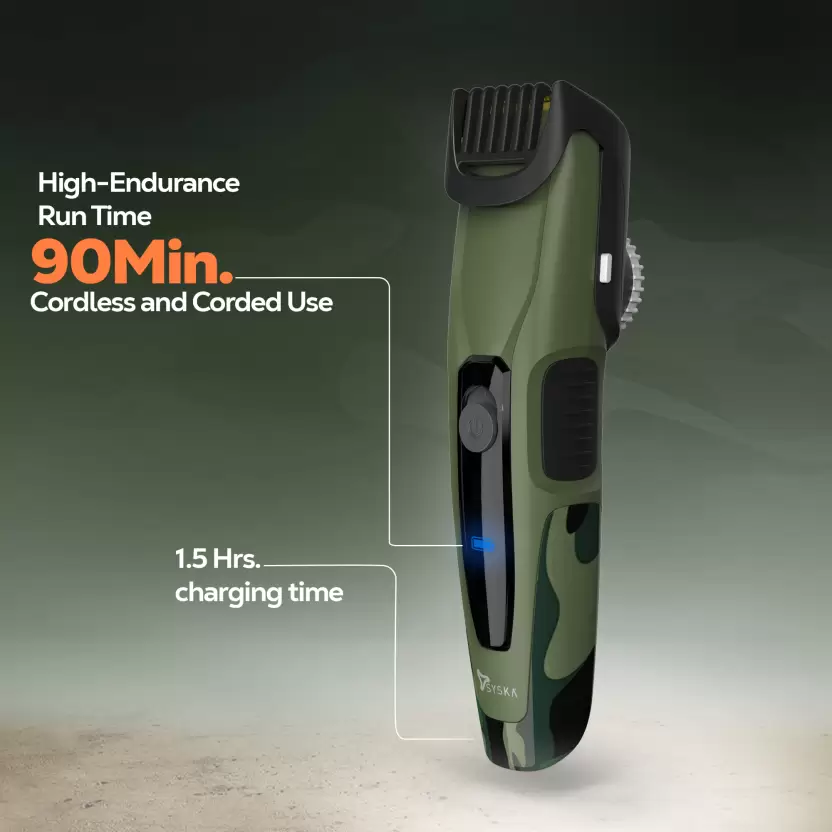 High-Endurance
Run Time
90Min.
Cordless and Corded Use
1.5 Hrs.
charging time
SYSKA